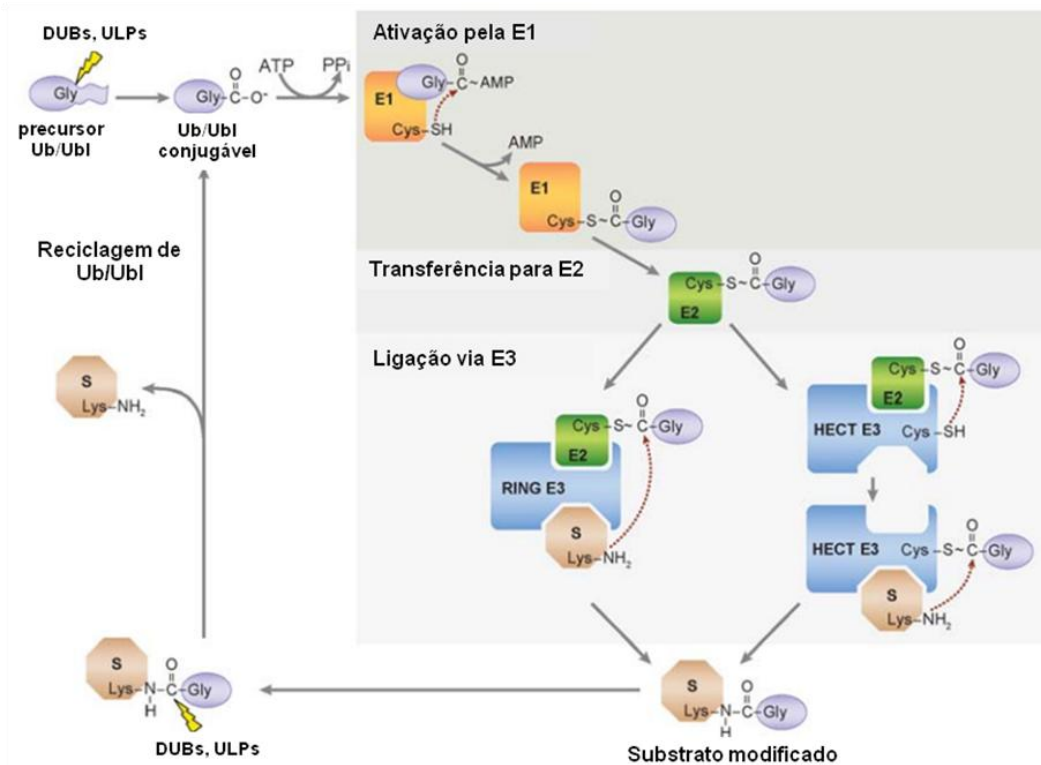 DUBs, ULPs
Gly
precursor
Ub/Ubl
Gly-C-O-
O
Ub/Ubl
conjugável
ATP
PPi
Ativação pela E1
E1
Gly-C~AMP
O
Cys-SH
AMP
E1
Cys-S~C-Gly
O
Transferência para E2
Cys-S~C-Gly
O
E2
Ligação via E3
Cys-S~C-Gly
O
E2
RING E3
S
Lys-NH2
Cys-S~C-Gly
O
E2
HECT E3
Cys-SH
HECT E3
Cys-S~C-Gly
O
S
Lys-NH2
S
Lys-N-C-Gly
O
H
Substrato modificado
S
Lys-N-C-Gly
O
H
DUBs, ULPs
S
Lys-NH2
Reciclagem de
Ub/Ubl